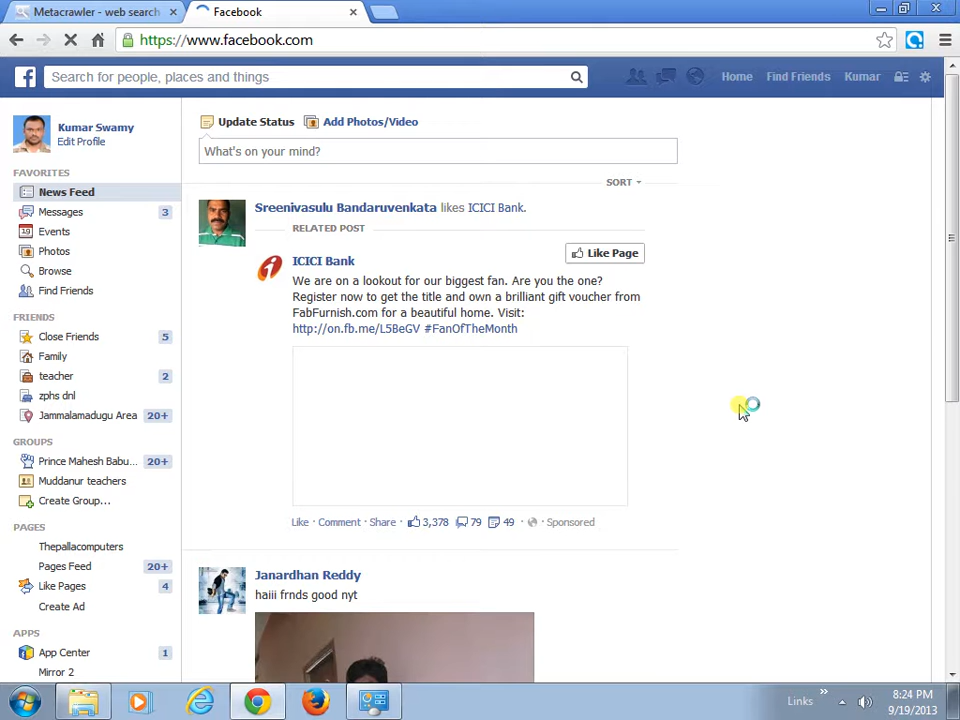 Metacrawler - web search
Facebook
https://www.facebook.com
Search for people, places and things
Home
Find Friends
Kumar
Kumar Swamy
Edit Profile
FAVORITES
News Feed
Messages 3
19 Events
Photos
Browse
Find Friends
FRIENDS
Close Friends 5
Family
teacher 2
zphs dnl
Jammalamadugu Area 20+
GROUPS
Prince Mahesh Babu... 20+
Muddanur teachers
Create Group...
PAGES
Thepallacomputers
Pages Feed 20+
Like Pages 4
Create Ad
APPS
App Center 1
Mirror 2
Update Status Add Photos/Video
What's on your mind?
SORT
Sreenivasulu Bandaruvenkata likes ICICI Bank.
RELATED POST
ICICI Bank
Like Page
We are on a lookout for our biggest fan. Are you the one?
Register now to get the title and own a brilliant gift voucher from
FabFurnish.com for a beautiful home. Visit:
http://on.fb.me/L5BeGV #FanOfTheMonth
Like · Comment · Share · 3,378 79 49 · · Sponsored
Janardhan Reddy
haiii frnds good nyt
Links
8:24 PM
9/19/2013